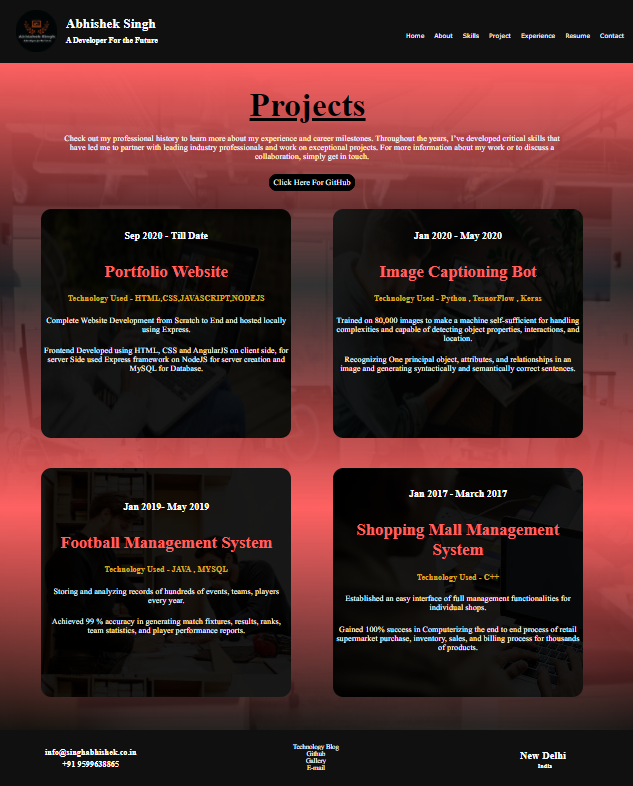 Abhishek Singh
A Developer For the Future
Home About Skills Project Experience Resume Contact
Projects
Check out my professional history to learn more about my experience and career milestones. Throughout the years, I've developed critical skills that
have led me to partner with leading industry professionals and work on exceptional projects. For more information about my work or to discuss a
collaboration, simply get in touch.
Click Here For GitHub
Sep 2020 - Till Date
Portfolio Website
Technology Used - HTML,CSS,JAVASCRIPT,NODEJS
Complete Website Development from Scratch to End and hosted locally
using Express.
Frontend Developed using HTML, CSS and AngularJS on client side, for
server Side used Express framework on NodeJS for server creation and
MySQL for Database.
Jan 2020 - May 2020
Image Captioning Bot
Technology Used - Python , TesnorFlow , Keras
Trained on 80,000 images to make a machine self-sufficient for handling
complexities and capable of detecting object properties, interactions, and
location.
Recognizing One principal object, attributes, and relationships in an
image and generating syntactically and semantically correct sentences.
Jan 2019- May 2019
Football Management System
Technology Used - JAVA , MYSQL
Storing and analyzing records of hundreds of events, teams, players
every year.
Achieved 99 % accuracy in generating match fixtures, results, ranks,
team statistics, and player performance reports.
Jan 2017 - March 2017
Shopping Mall Management
System
Technology Used - C++
Established an easy interface of full management functionalities for
individual shops.
Gained 100% success in Computerizing the end to end process of retail
supermarket purchase, inventory, sales, and billing process for thousands
of products.
info@singhabhishek.co.in
+91 9599638865
Technology Blog
Github
Gallery
E-mail
New Delhi
India